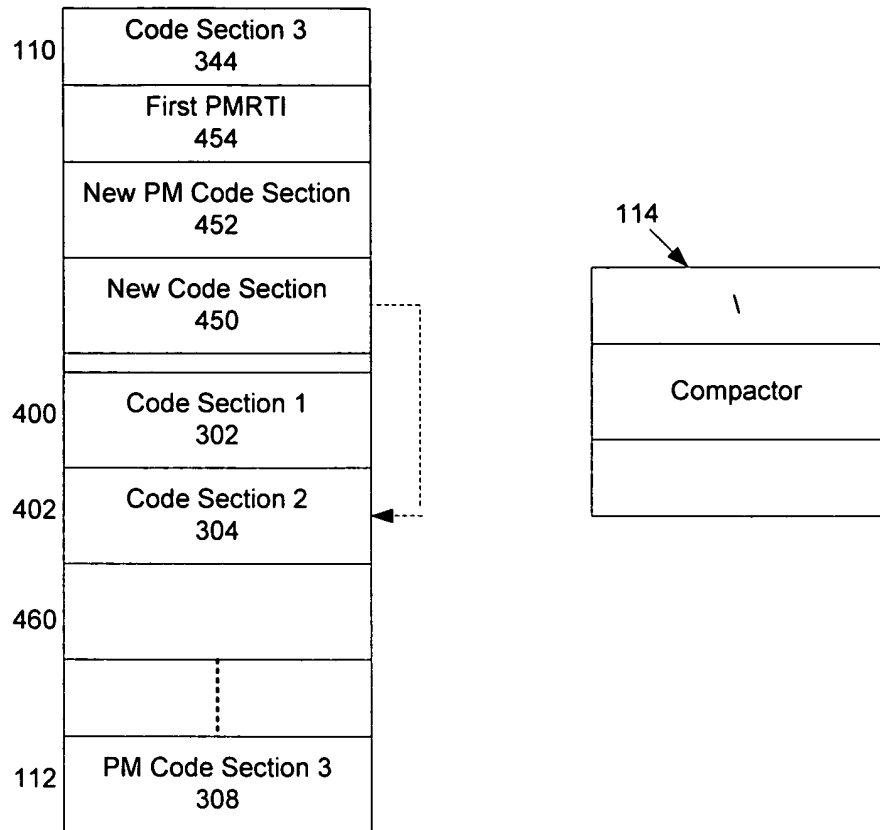 110
Code Section 3
344
First PMRTI
454
New PM Code Section
452
New Code Section
450
400
Code Section 1
302
402
Code Section 2
304
460
112
PM Code Section 3
308
114
\
Compactor